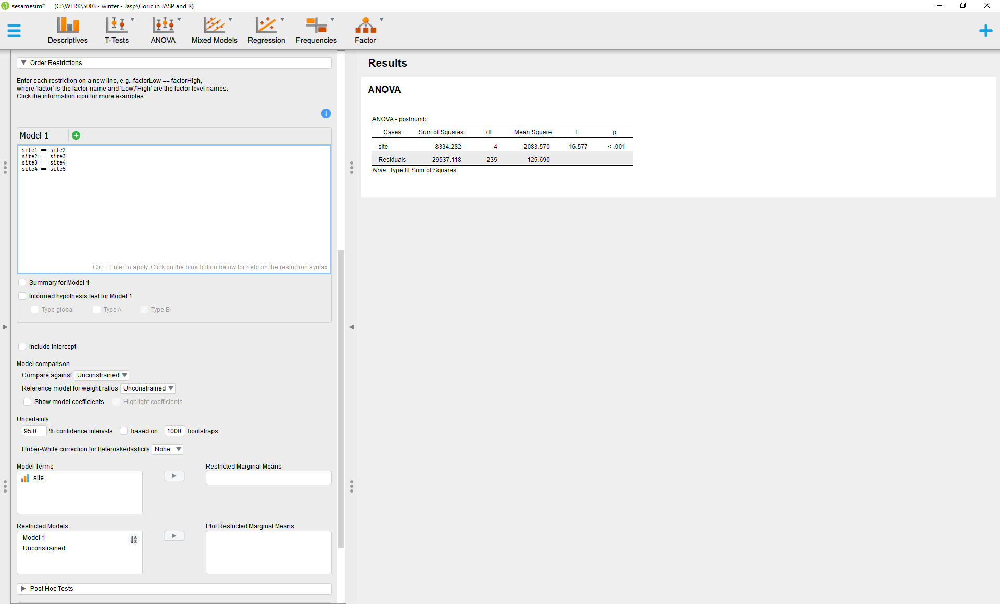 sesamesim* (C:\WERK\S003 - winter - Jasp\Goric in JASP and R)
Descriptives T-Tests ANOVA Mixed Models Regression Frequencies Factor
Order Restrictions
Enter each restriction on a new line, e.g., factorLow == factorHigh,
where 'factor' is the factor name and 'Low'/'High' are the factor level names.
Click the information icon for more examples.
i
Model 1
site1 == site2
site2 == site3
site3 == site4
site4 == site5
Ctrl + Enter to apply. Click on the blue button below for help on the restriction syntax
Summary for Model 1
Informed hypothesis test for Model 1
Type global Type A Type B
Include intercept
Model comparison
Compare against Unconstrained
Reference model for weight ratios Unconstrained
Show model coefficients Highlight coefficients
Uncertainty
95.0 % confidence intervals based on 1000 bootstraps
Huber-White correction for heteroskedasticity None
Model Terms Restricted Marginal Means
site
Restricted Models Plot Restricted Marginal Means
Model 1
Unconstrained
Post Hoc Tests
Results
ANOVA
ANOVA - postnumb
Cases Sum of Squares df Mean Square F p
site 8334.282 4 2083.570 16.577 < .001
Residuals 29537.118 235 125.690
Note. Type III Sum of Squares